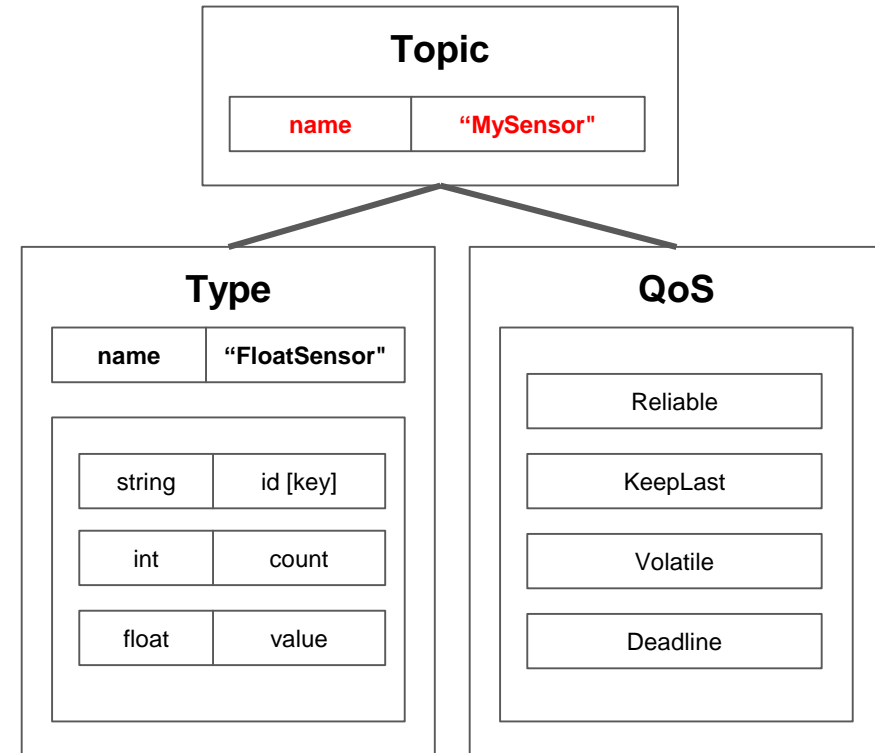 Topic
name “MySensor"
Type
name “FloatSensor"
string id [key]
int count
float value
QoS
Reliable
KeepLast
Volatile
Deadline